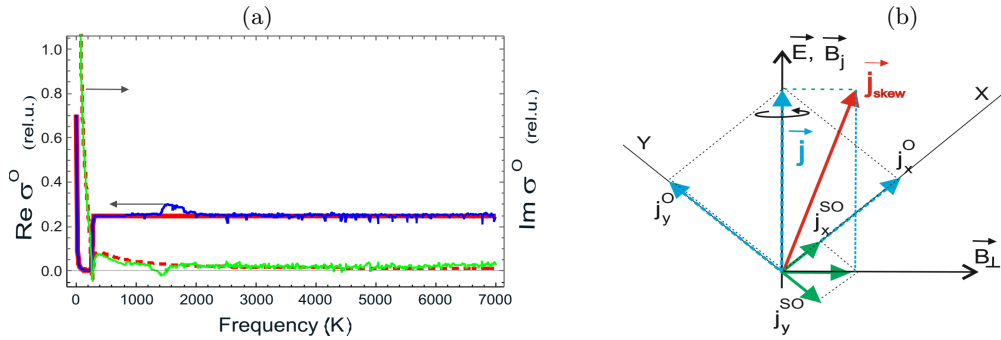 (a)
1.0
0.8
0.6
0.4
0.2
0.0
Re σ^O (rel.u.)
Im σ^O (rel.u.)
0 1000 2000 3000 4000 5000 6000 7000
Frequency (K)
(b)
E, B_j
j_skew
X
Y
j
j_x^O
j_y^O
j_x^SO
B_⊥
j_y^SO